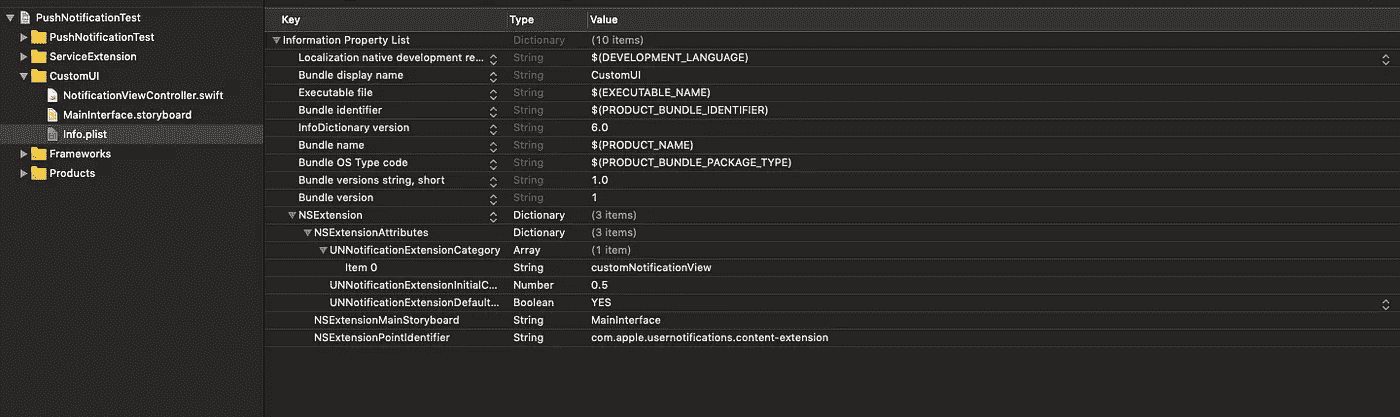 PushNotificationTest
PushNotificationTest
ServiceExtension
CustomUI
NotificationViewController.swift
MainInterface.storyboard
Info.plist
Frameworks
Products
Key Type Value
Information Property List Dictionary (10 items)
Localization native development re... String $(DEVELOPMENT_LANGUAGE)
Bundle display name String CustomUI
Executable file String $(EXECUTABLE_NAME)
Bundle identifier String $(PRODUCT_BUNDLE_IDENTIFIER)
InfoDictionary version String 6.0
Bundle name String $(PRODUCT_NAME)
Bundle OS Type code String $(PRODUCT_BUNDLE_PACKAGE_TYPE)
Bundle versions string, short String 1.0
Bundle version String 1
NSExtension Dictionary (3 items)
NSExtensionAttributes Dictionary (3 items)
UNNotificationExtensionCategory Array (1 item)
Item 0 String customNotificationView
UNNotificationExtensionInitialC... Number 0.5
UNNotificationExtensionDefault... Boolean YES
NSExtensionMainStoryboard String MainInterface
NSExtensionPointIdentifier String com.apple.usernotifications.content-extension